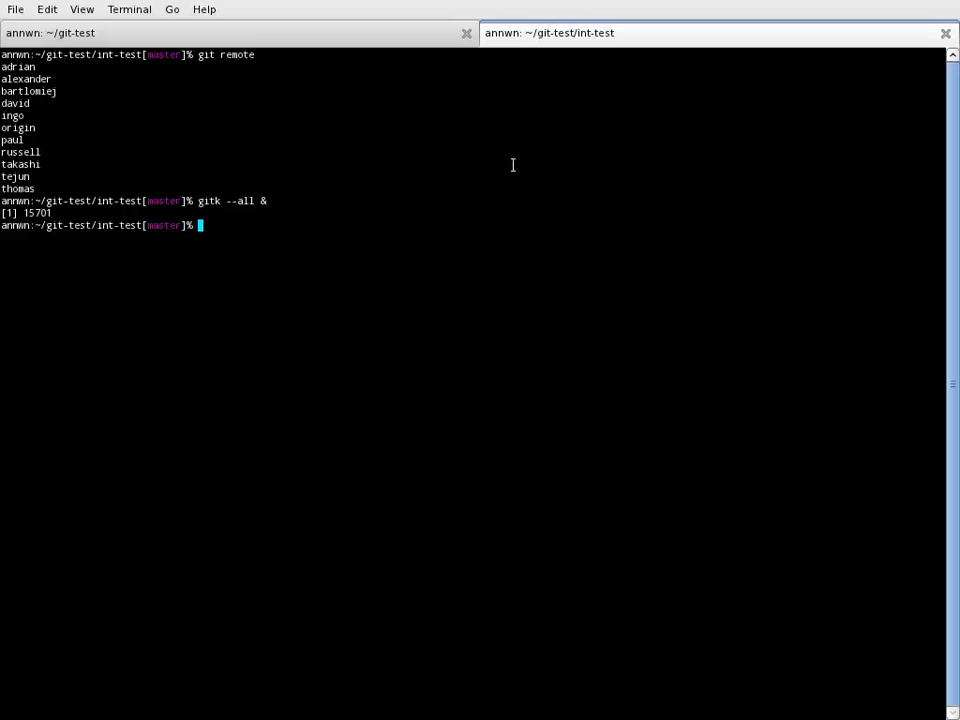 File Edit View Terminal Go Help
annwn: ~/git-test
annwn: ~/git-test/int-test
annwn:~/git-test/int-test[master]% git remote
adrian
alexander
bartlomiej
david
ingo
origin
paul
russell
takashi
tejun
thomas
annwn:~/git-test/int-test[master]% gitk --all &
[1] 15701
annwn:~/git-test/int-test[master]%